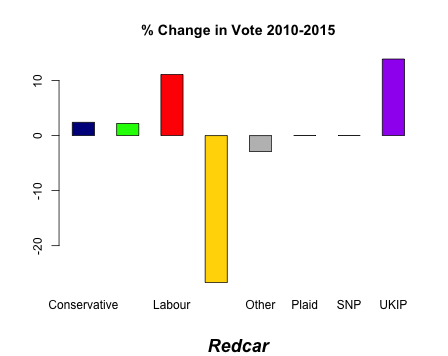 % Change in Vote 2010-2015
10
0
-10
-20
Conservative Labour Other Plaid SNP UKIP
Redcar